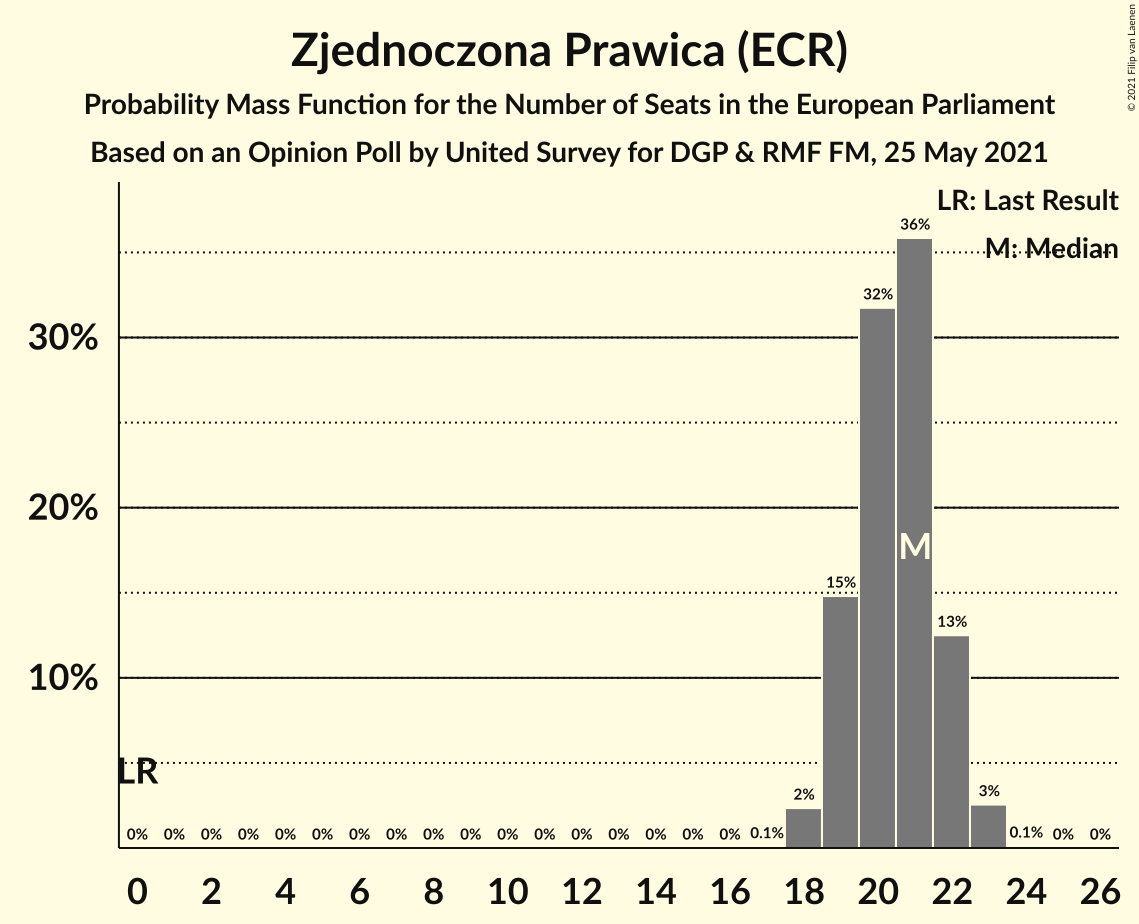 Zjednoczona Prawica (ECR)
Probability Mass Function for the Number of Seats in the European Parliament
Based on an Opinion Poll by United Survey for DGP & RMF FM, 25 May 2021
© 2021 Filip van Laenen
LR: Last Result
M: Median
36%
32%
30%
20%
M
15%
13%
10%
LR
2%
3%
0% 0% 0% 0% 0% 0% 0% 0% 0% 0% 0% 0% 0% 0% 0% 0% 0% 0.1% 0.1% 0% 0%
0 2 4 6 8 10 12 14 16 18 20 22 24 26